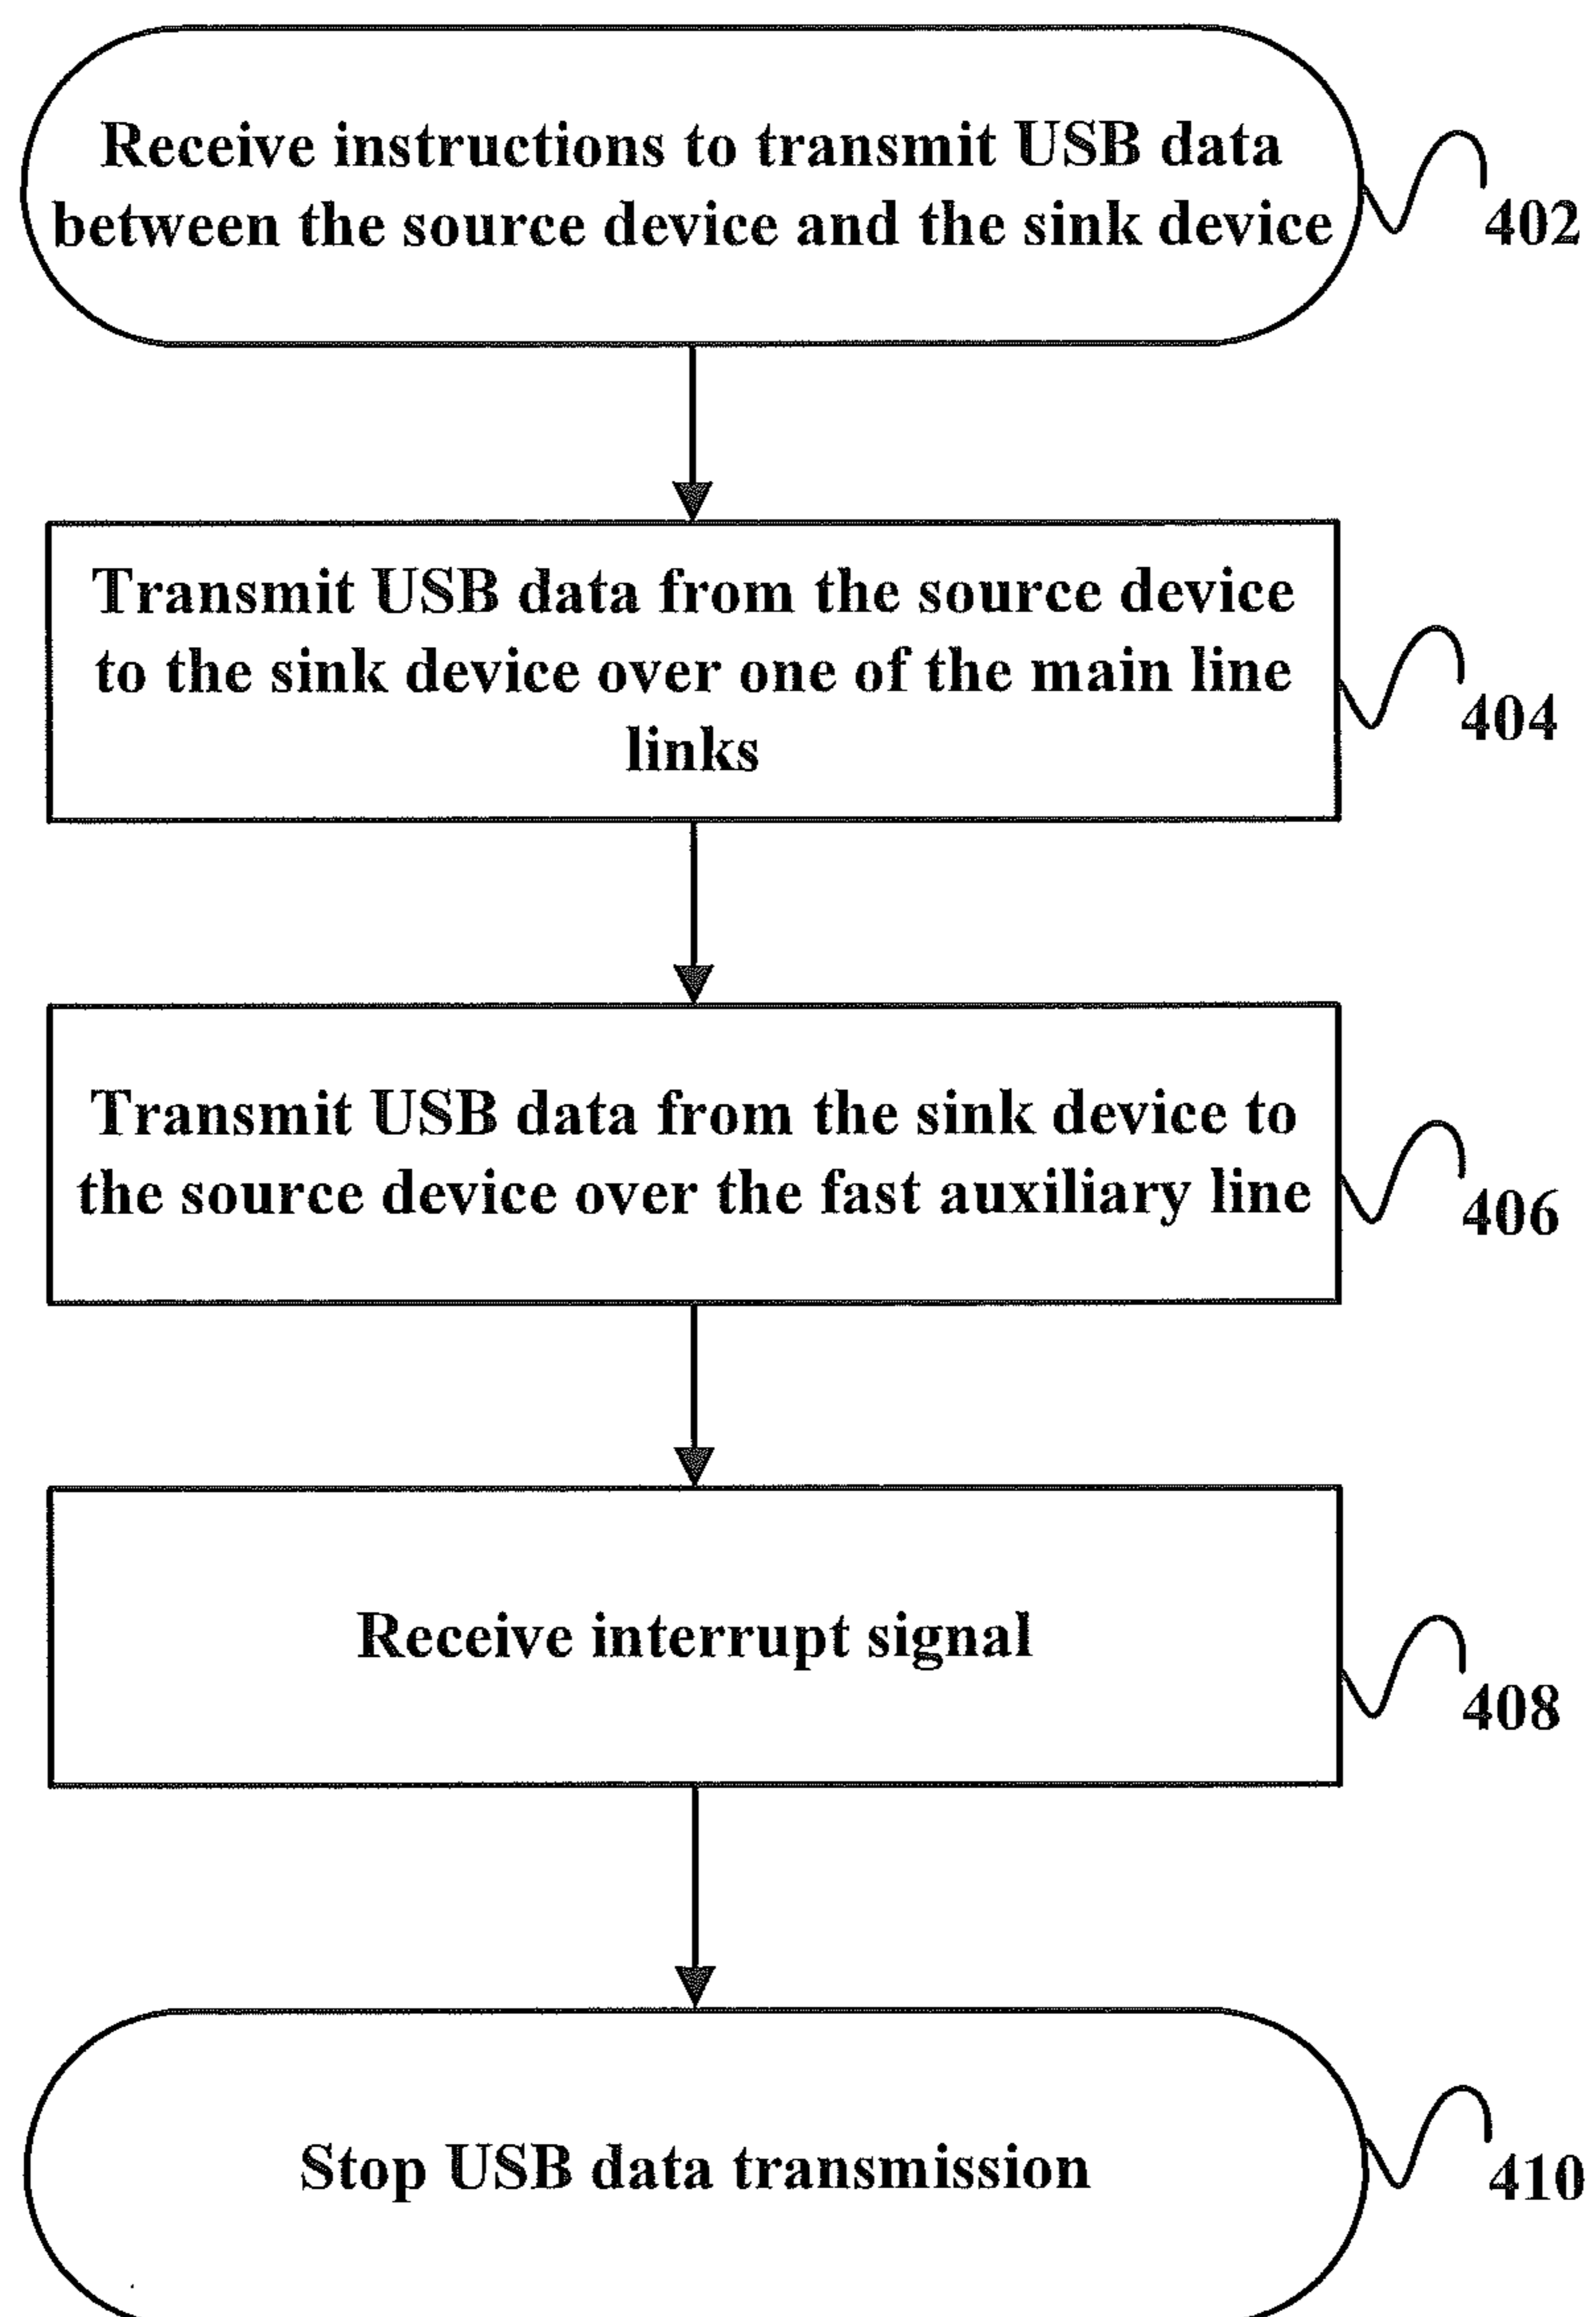 Receive instructions to transmit USB data
between the source device and the sink device
402
Transmit USB data from the source device
to the sink device over one of the main line
links
404
Transmit USB data from the sink device to
the source device over the fast auxiliary line
406
Receive interrupt signal
408
Stop USB data transmission
410